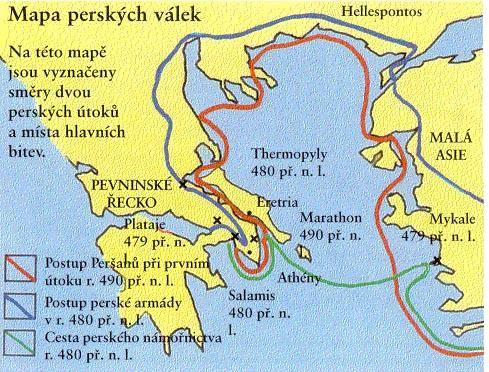 Mapa perských válek
Na této mapě
jsou vyznačeny
směry dvou
perských útoků
a místa hlavních
bitev.
Hellespontos
MALÁ
ASIE
Thermopyly
480 př. n. l.
PEVNINSKÉ
ŘECKO
Eretria
Plataje
479 př. n. l.
Marathon
490 př. n. l.
Mykale
479 př. n. l.
Athény
Salamis
480 př. n.
l.
Postup Peršahů při prvním
útoku r. 490 př. n. l.
Postup perské armády
v r. 480 př. n. l.
Cesta perského námořnictva
r. 480 př. n. l.